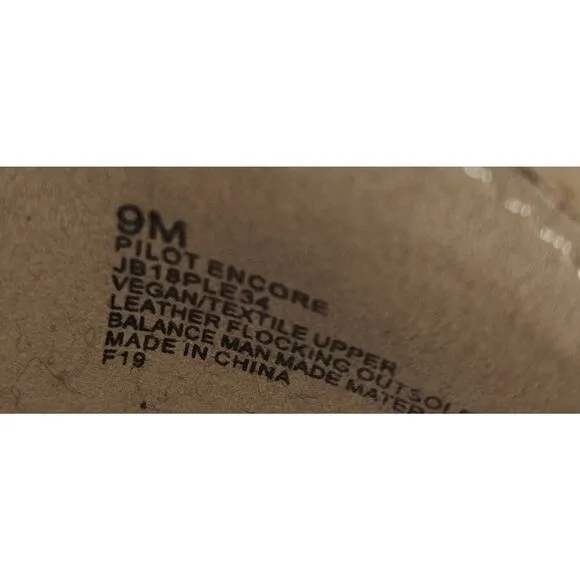 9M
PILOT ENCORE
JB18PLE34
VEGAN/TEXTILE UPPER
LEATHER FLOCKING OUTSOLE
BALANCE MAN MADE MATER
MADE IN CHINA
F19